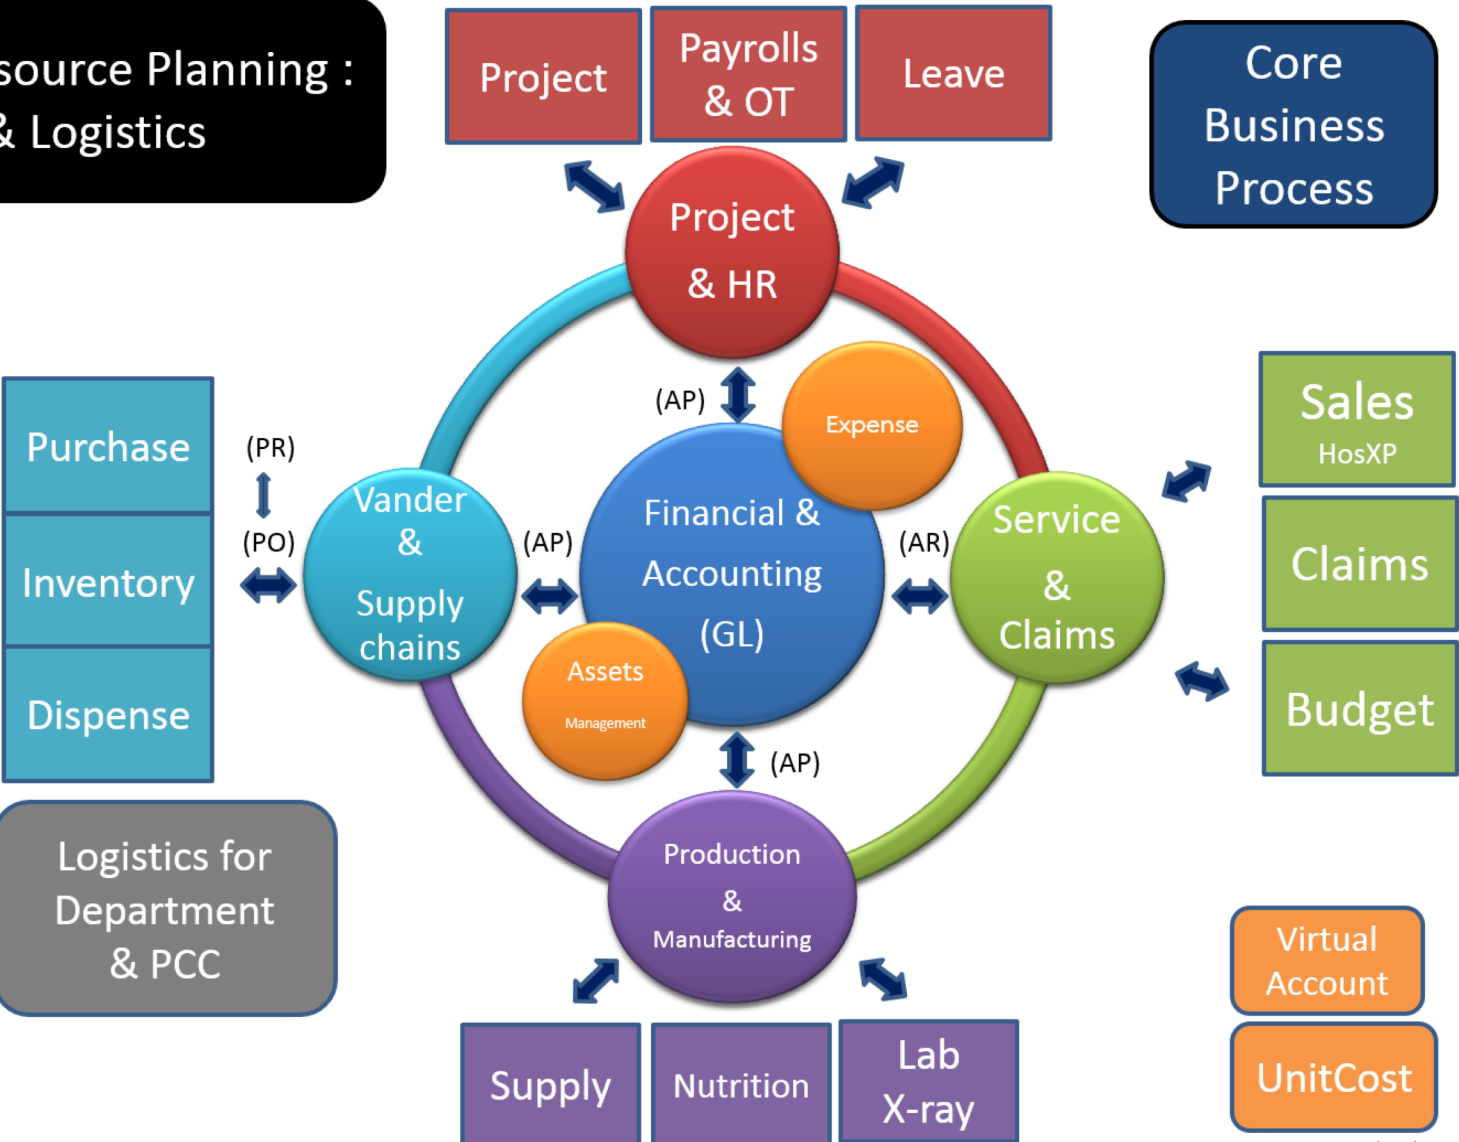 source Planning :
& Logistics
Project
Payrolls
& OT
Leave
Core
Business
Process
Project
& HR
(AP)
Expense
Purchase
Inventory
Dispense
(PR)
(PO)
Vander
&
Supply
chains
(AP)
Financial &
Accounting
(GL)
(AR)
Service
&
Claims
Sales
HosXP
Claims
Budget
Assets
Management
(AP)
Production
&
Manufacturing
Logistics for
Department
& PCC
Supply
Nutrition
Lab
X-ray
Virtual
Account
UnitCost